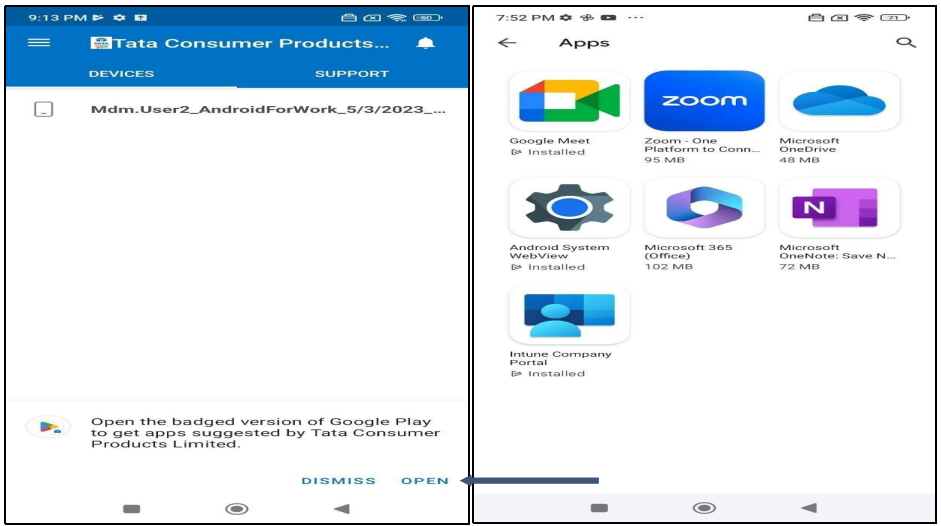 9:13 PM
60
Tata Consumer Products...
DEVICES
SUPPORT
Mdm.User2_AndroidForWork_5/3/2023_...
Open the badged version of Google Play
to get apps suggested by Tata Consumer
Products Limited.
DISMISS
OPEN
7:52 PM
71
Apps
Google Meet
Installed
zoom
Zoom - One
Platform to Conn...
95 MB
Microsoft
OneDrive
48 MB
Android System
WebView
Installed
Microsoft 365
(Office)
102 MB
N
Microsoft
OneNote: Save N...
72 MB
Intune Company
Portal
Installed